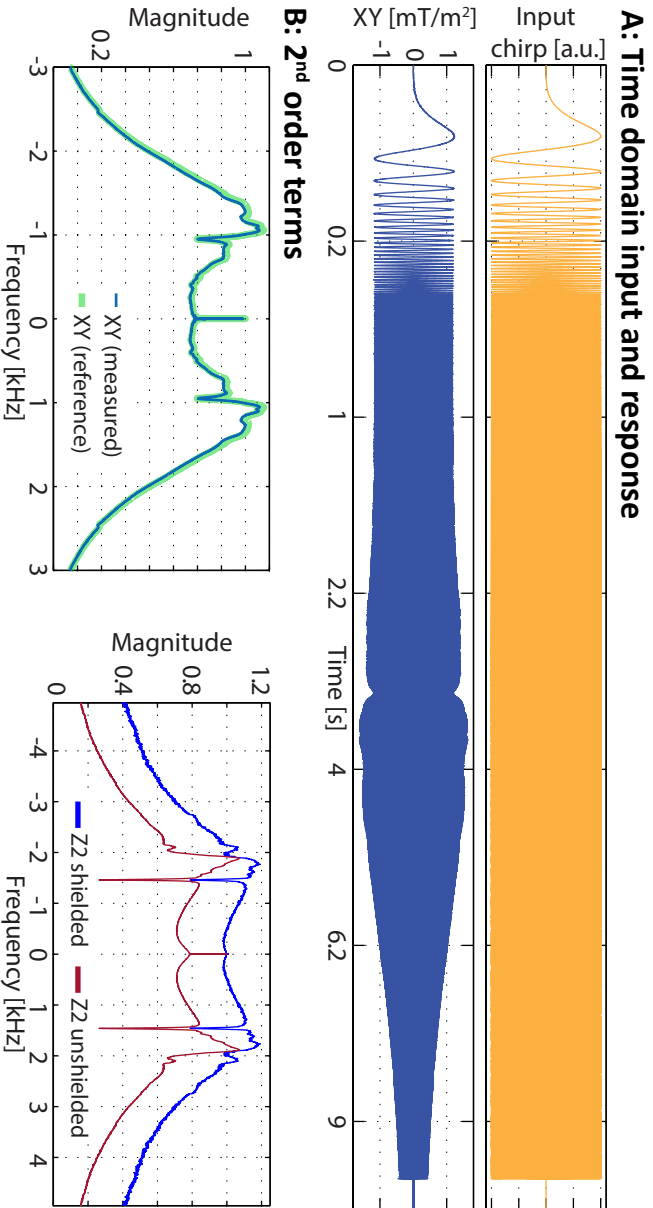 A: Time domain input and response
Input
chirp [a.u.]
XY [mT/m²]
1
0
-1
0 0.2 1 2.2 4 6.2 9
Time [s]
B: 2nd order terms
Magnitude
1
0.2
-3 -2 -1 0 1 2 3
Frequency [kHz]
XY (measured)
XY (reference)
Magnitude
1.2
0.8
0.4
0
-4 -3 -2 -1 0 1 2 3 4
Frequency [kHz]
Z2 shielded
Z2 unshielded